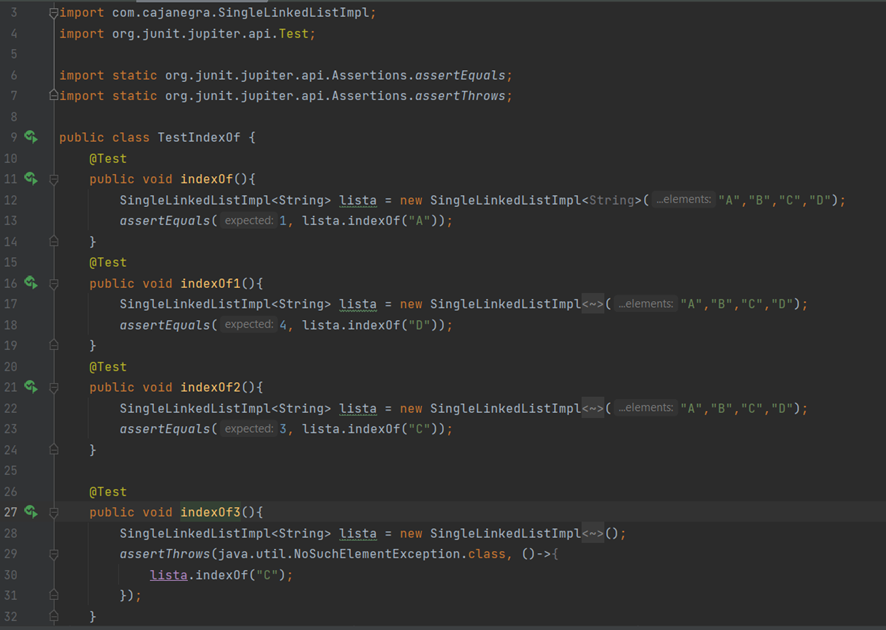 3 import com.cajanegra.SingleLinkedListImpl;
4 import org.junit.jupiter.api.Test;
5
6 import static org.junit.jupiter.api.Assertions.assertEquals;
7 import static org.junit.jupiter.api.Assertions.assertThrows;
8
9 public class TestIndexOf {
10 @Test
11 public void indexOf(){
12 SingleLinkedListImpl<String> lista = new SingleLinkedListImpl<String>( ...elements: "A","B","C","D");
13 assertEquals( expected: 1, lista.indexOf("A"));
14 }
15 @Test
16 public void indexOf1(){
17 SingleLinkedListImpl<String> lista = new SingleLinkedListImpl<~>( ...elements: "A","B","C","D");
18 assertEquals( expected: 4, lista.indexOf("D"));
19 }
20 @Test
21 public void indexOf2(){
22 SingleLinkedListImpl<String> lista = new SingleLinkedListImpl<~>( ...elements: "A","B","C","D");
23 assertEquals( expected: 3, lista.indexOf("C"));
24 }
25
26 @Test
27 public void indexOf3(){
28 SingleLinkedListImpl<String> lista = new SingleLinkedListImpl<~>();
29 assertThrows(java.util.NoSuchElementException.class, ()->{
30 lista.indexOf("C");
31 });
32 }